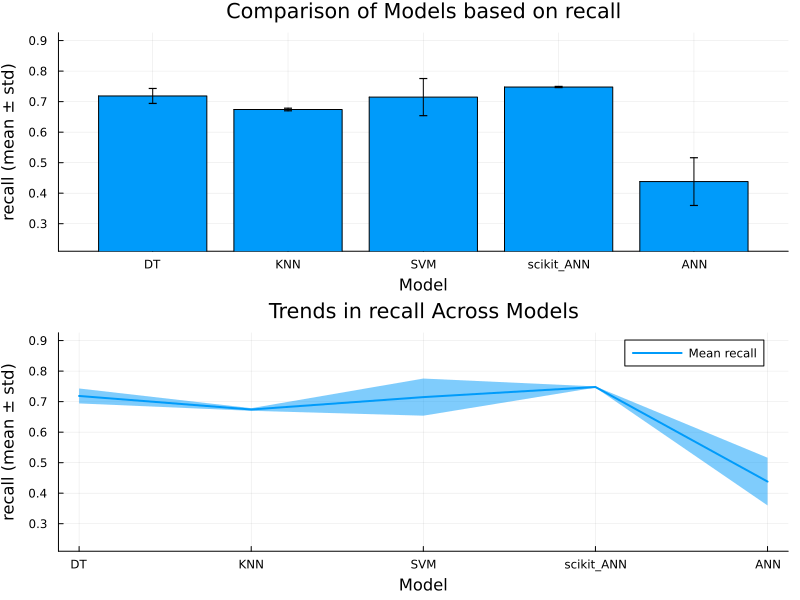 Comparison of Models based on recall
recall (mean ± std)
0.9
0.8
0.7
0.6
0.5
0.4
0.3
DT KNN SVM scikit_ANN ANN
Model
Trends in recall Across Models
recall (mean ± std)
0.9
0.8
0.7
0.6
0.5
0.4
0.3
Mean recall
DT KNN SVM scikit_ANN ANN
Model